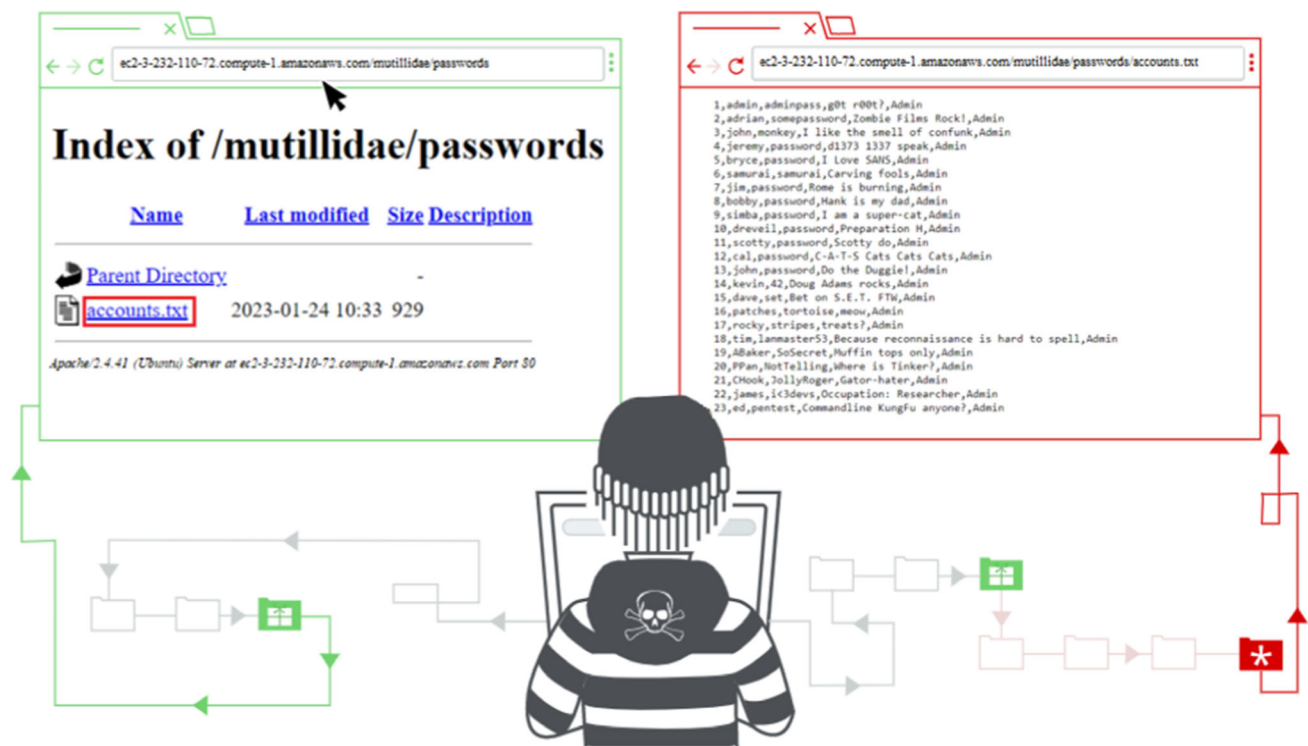 ec2-3-232-110-72.compute-1.amazonaws.com/mutillidae/passwords
Index of /mutillidae/passwords
Name Last modified Size Description
Parent Directory -
accounts.txt 2023-01-24 10:33 929
Apache/2.4.41 (Ubuntu) Server at ec2-3-232-110-72.compute-1.amazonaws.com Port 80
ec2-3-232-110-72.compute-1.amazonaws.com/mutillidae/passwords/accounts.txt
1,admin,adminpass,g0t r00t?,Admin
2,adrian,somepassword,Zombie Films Rock!,Admin
3,john,monkey,I like the smell of confunk,Admin
4,jeremy,password,d1373 1337 speak,Admin
5,bryce,password,I Love SANS,Admin
6,samurai,samurai,Carving fools,Admin
7,jim,password,Rome is burning,Admin
8,bobby,password,Hank is my dad,Admin
9,simba,password,I am a super-cat,Admin
10,dreveil,password,Preparation H,Admin
11,scotty,password,Scotty do,Admin
12,cal,password,C-A-T-S Cats Cats Cats,Admin
13,john,password,Do the Duggie!,Admin
14,kevin,42,Doug Adams rocks,Admin
15,dave,set,Bet on S.E.T. FTW,Admin
16,patches,tortoise,meow,Admin
17,rocky,stripes,treats?,Admin
18,tim,lanmaster53,Because reconnaissance is hard to spell,Admin
19,ABaker,SoSecret,Muffin tops only,Admin
20,PPan,NotTelling,Where is Tinker?,Admin
21,CHook,JollyRoger,Gator-hater,Admin
22,james,i<3devs,Occupation: Researcher,Admin
23,ed,pentest,Commandline KungFu anyone?,Admin